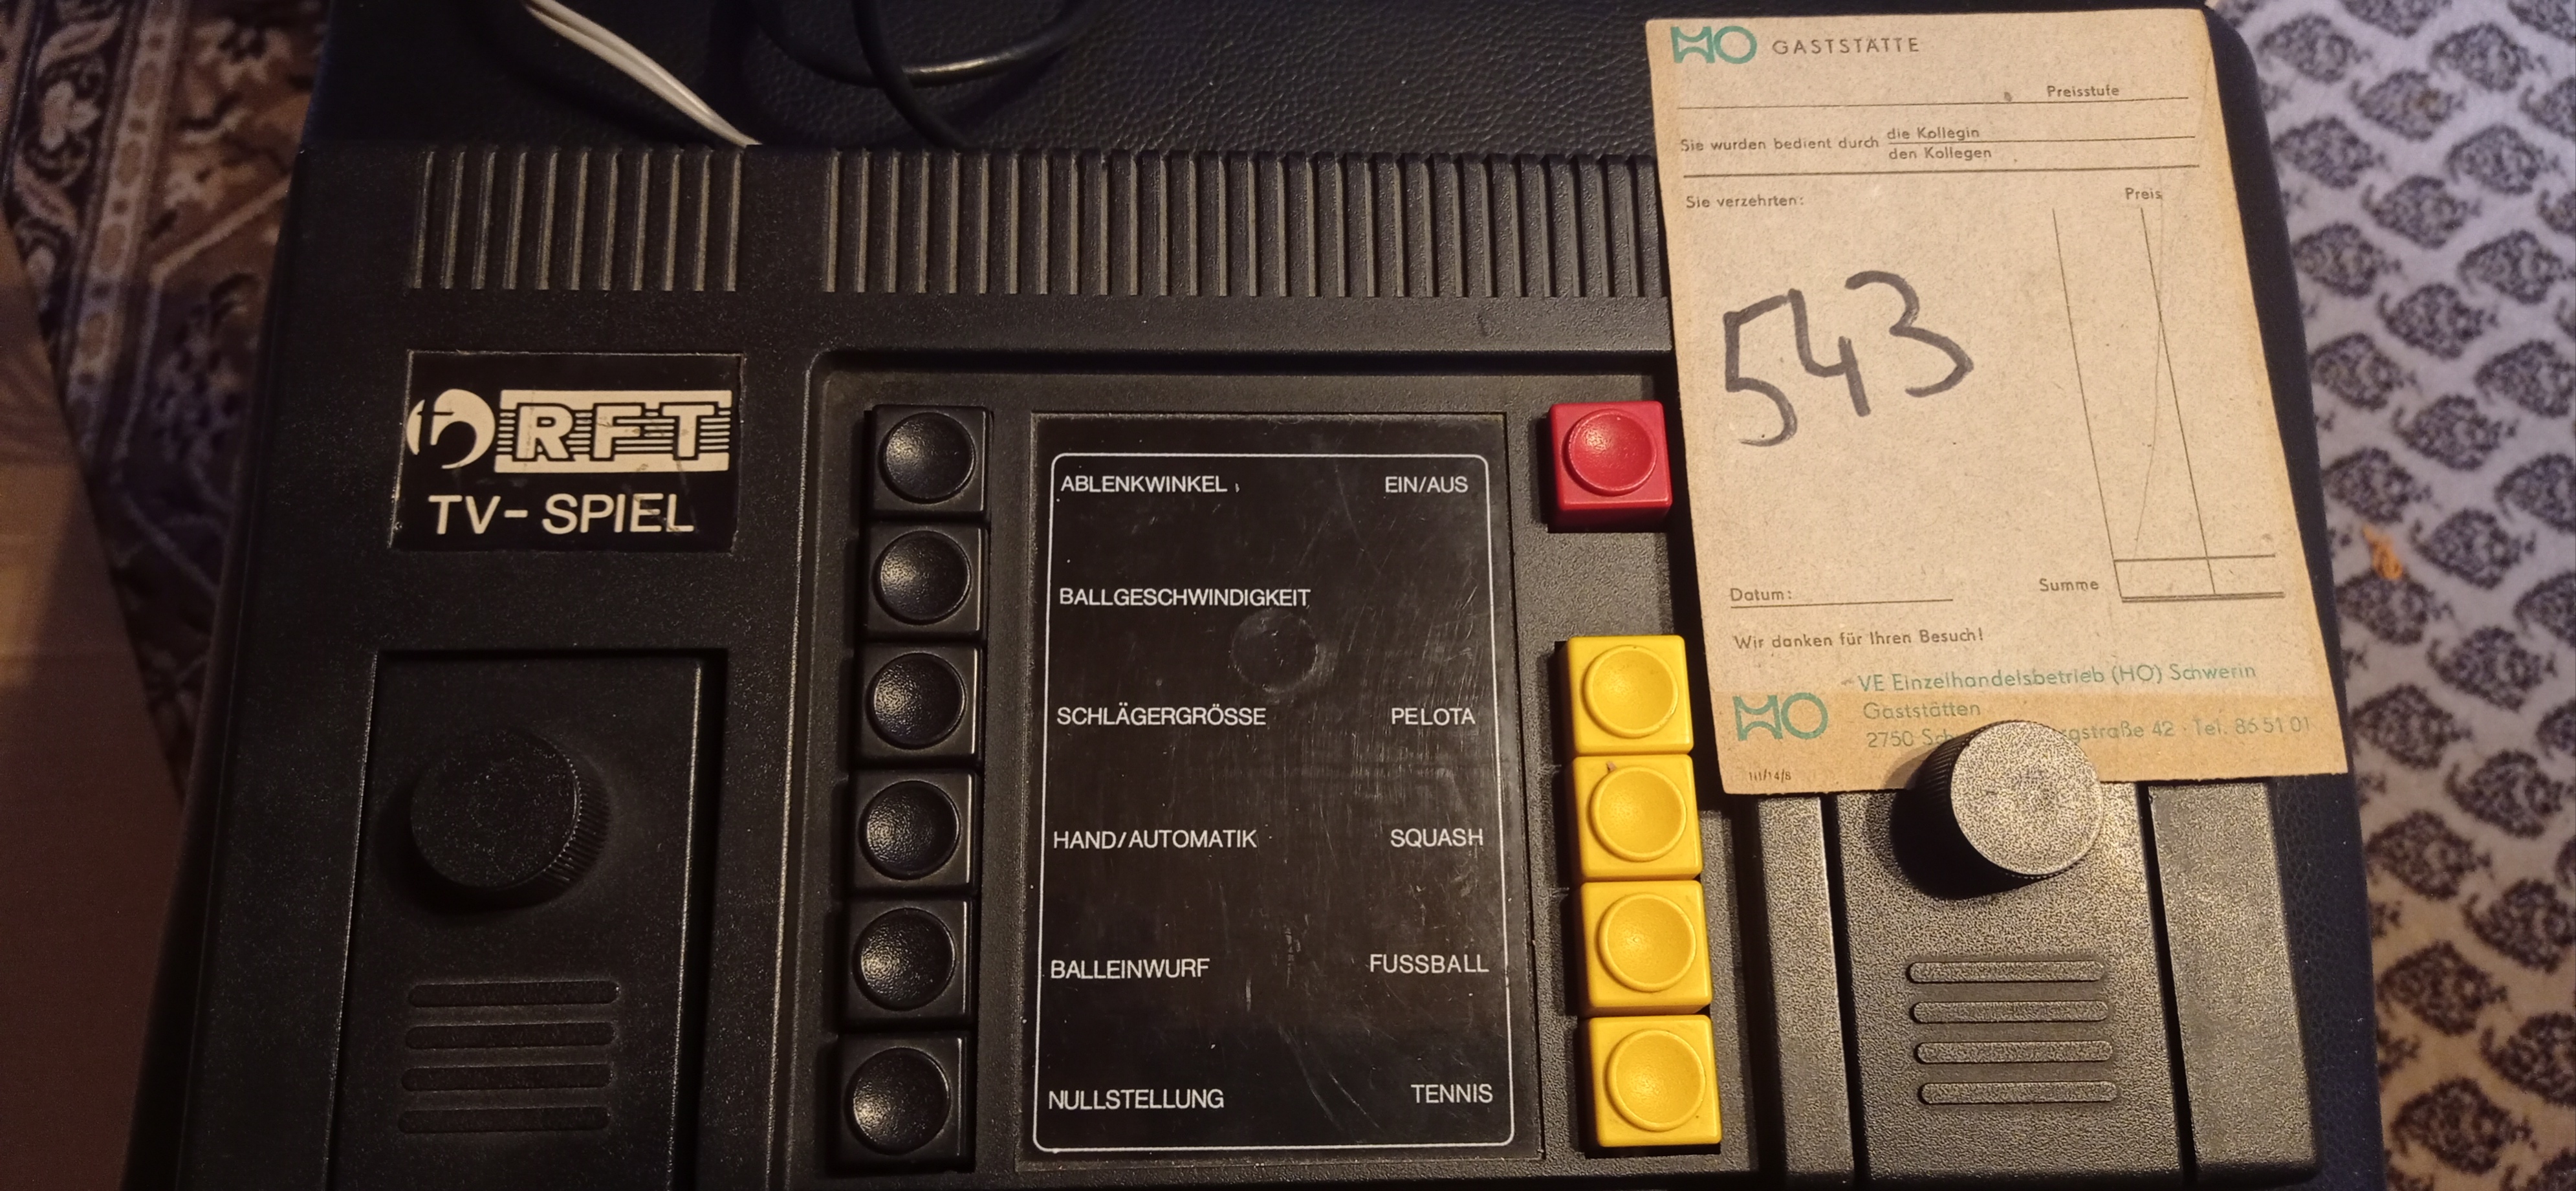 RFT
TV-SPIEL
ABLENKWINKEL EIN/AUS
BALLGESCHWINDIGKEIT
SCHLÄGERGRÖSSE PELOTA
HAND/AUTOMATIK SQUASH
BALLEINWURF FUSSBALL
NULLSTELLUNG TENNIS
HO GASTSTÄTTE
Preisstufe
Sie wurden bedient durch die Kollegin
den Kollegen
Sie verzehrten: Preis
543
Datum: Summe
Wir danken für Ihren Besuch!
HO VE Einzelhandelsbetrieb (HO) Schwerin
Gaststätten
2750 42 · Tel. 86 51 01